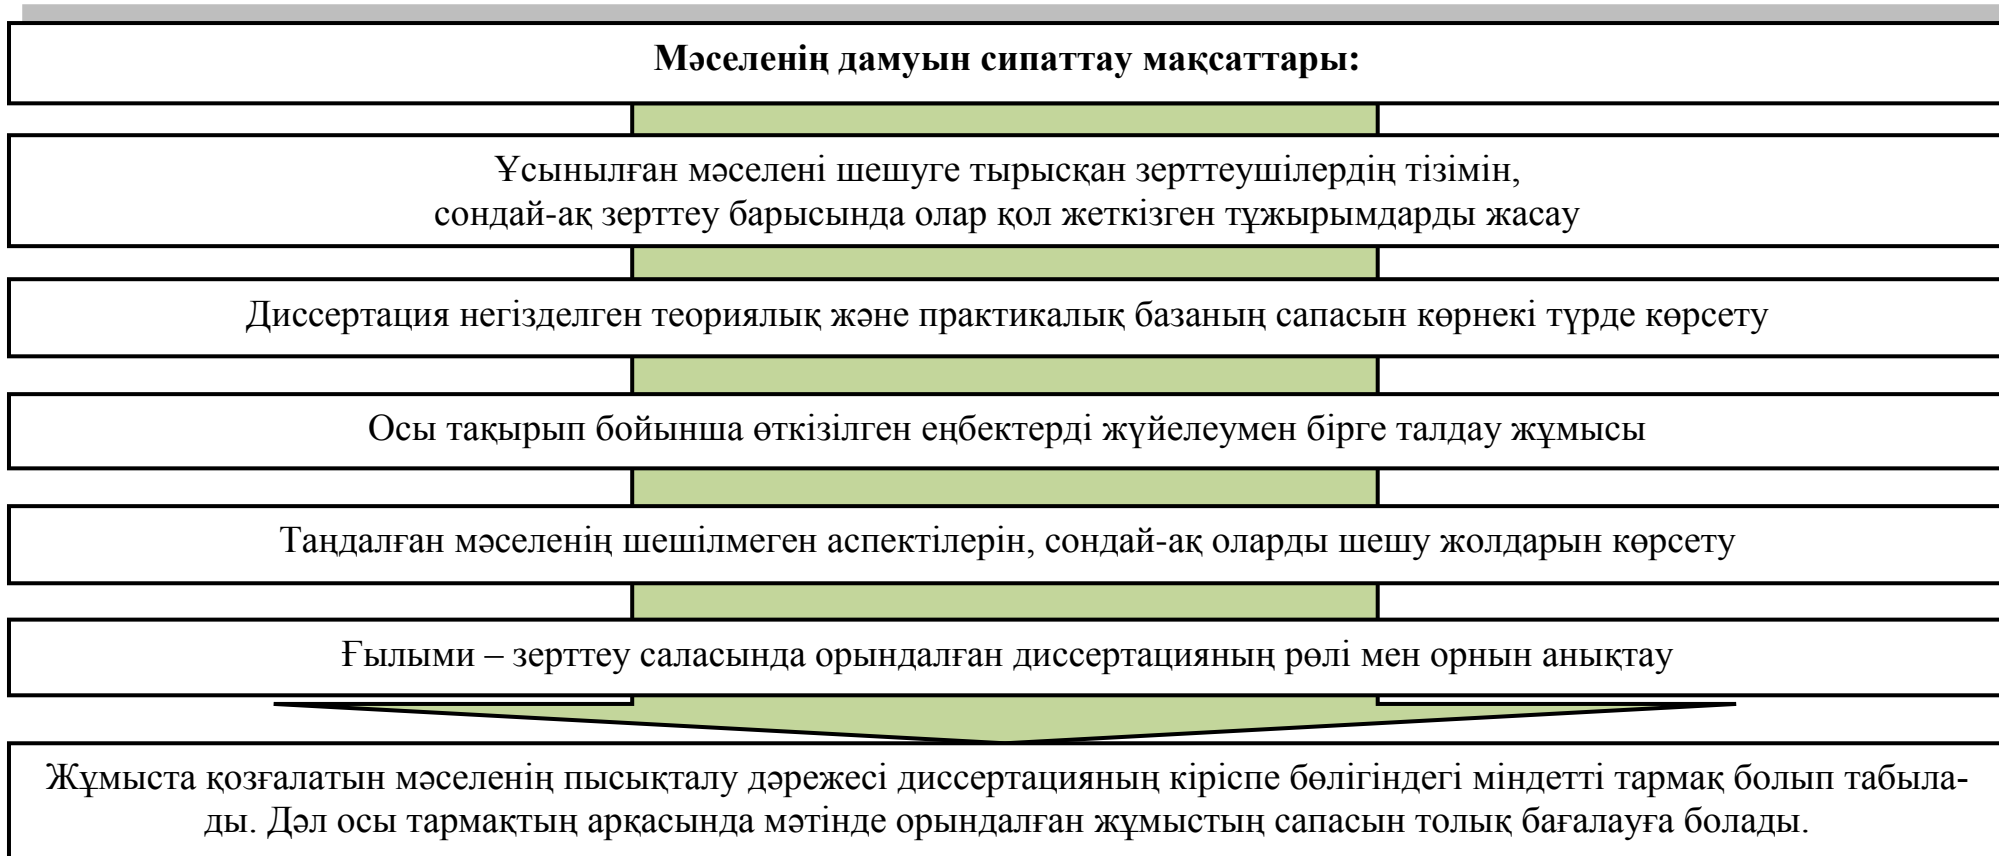 Мәселенің дамуын сипаттау мақсаттары:
Ұсынылған мәселені шешуге тырысқан зерттеушілердің тізімін,
сондай-ақ зерттеу барысында олар қол жеткізген тұжырымдарды жасау
Диссертация негізделген теориялық және практикалық базаның сапасын көрнекі түрде көрсету
Осы тақырып бойынша өткізілген еңбектерді жүйелеумен бірге талдау жұмысы
Таңдалған мәселенің шешілмеген аспектілерін, сондай-ақ оларды шешу жолдарын көрсету
Ғылыми – зерттеу саласында орындалған диссертацияның рөлі мен орнын анықтау
Жұмыста қозғалатын мәселенің пысықталу дәрежесі диссертацияның кіріспе бөлігіндегі міндетті тармақ болып табыла-
ды. Дәл осы тармақтың арқасында мәтінде орындалған жұмыстың сапасын толық бағалауға болады.